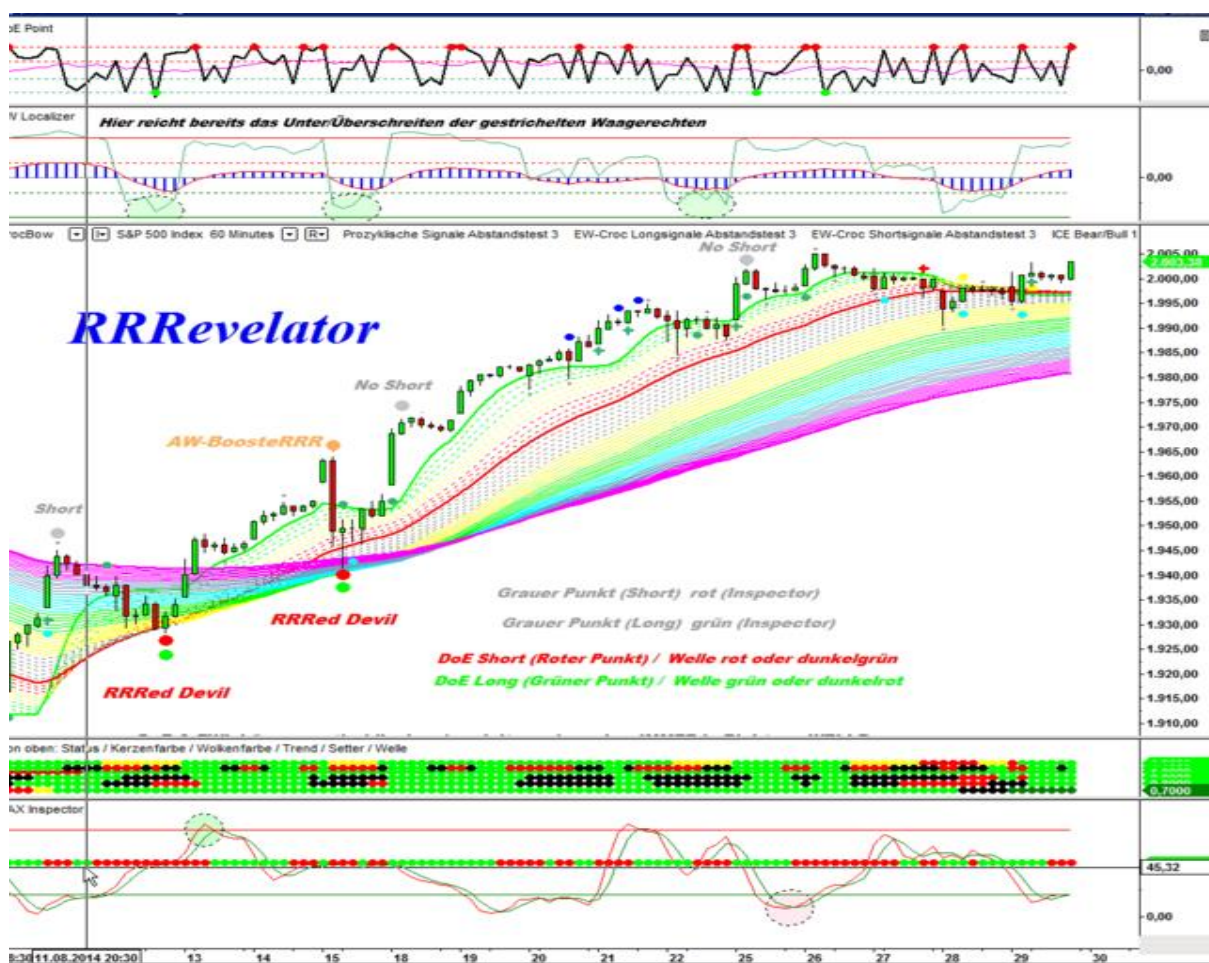 oE Point
0,00
W Localizer
Hier reicht bereits das Unter/Überschreiten der gestrichelten Waagerechten
0,00
rocBow S&P 500 Index 60 Minutes R Prozyklische Signale Abstandstest 3 EW-Croc Longsignale Abstandstest 3 EW-Croc Shortsignale Abstandstest 3 ICE Bear/Bull 1
No Short
2.005,00
2.003,38
2.000,00
1.995,00
RRRevelator
1.990,00
1.985,00
No Short
1.980,00
1.975,00
1.970,00
AW-BoosteRRR
1.965,00
1.960,00
1.955,00
Short
1.950,00
1.945,00
1.940,00
Grauer Punkt (Short) rot (Inspector)
1.935,00
RRRed Devil
Grauer Punkt (Long) grün (Inspector)
1.930,00
1.925,00
DoE Short (Roter Punkt) / Welle rot oder dunkelgrün
1.920,00
RRRed Devil
DoE Long (Grüner Punkt) / Welle grün oder dunkelrot
1.915,00
1.910,00
on oben: Status / Kerzenfarbe / Wolkenfarbe / Trend / Setter / Welle
0,7000
AX Inspector
45,32
0,00
8:30 11.08.2014 20:30 13 14 15 18 19 20 21 22 25 26 27 28 29 30